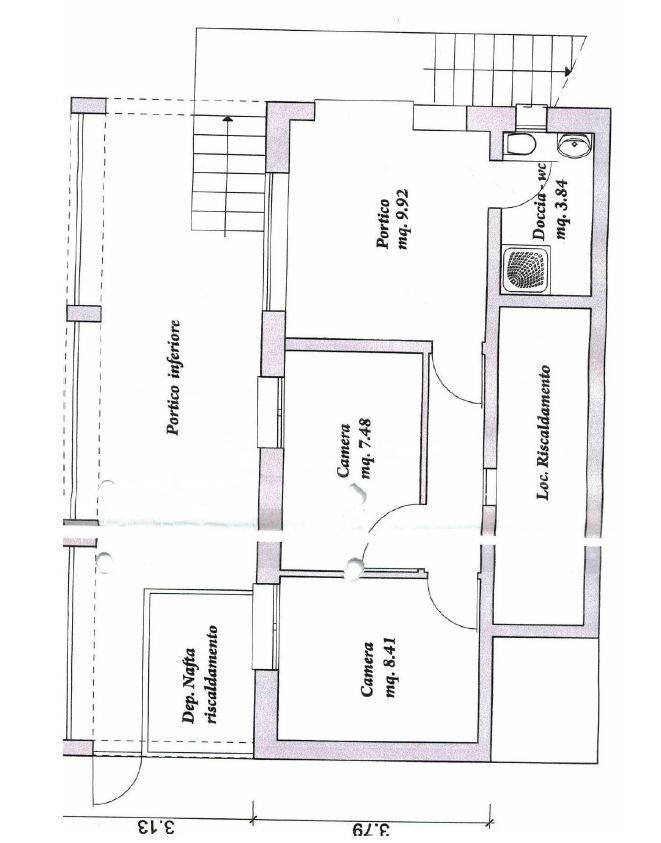 Portico
mq. 9.92
Doccia - wc
mq. 3.84
Portico inferiore
Camera
mq. 7.48
Loc. Riscaldamento
Dep. Nafta
riscaldamento
Camera
mq. 8.41
3.13
3.79